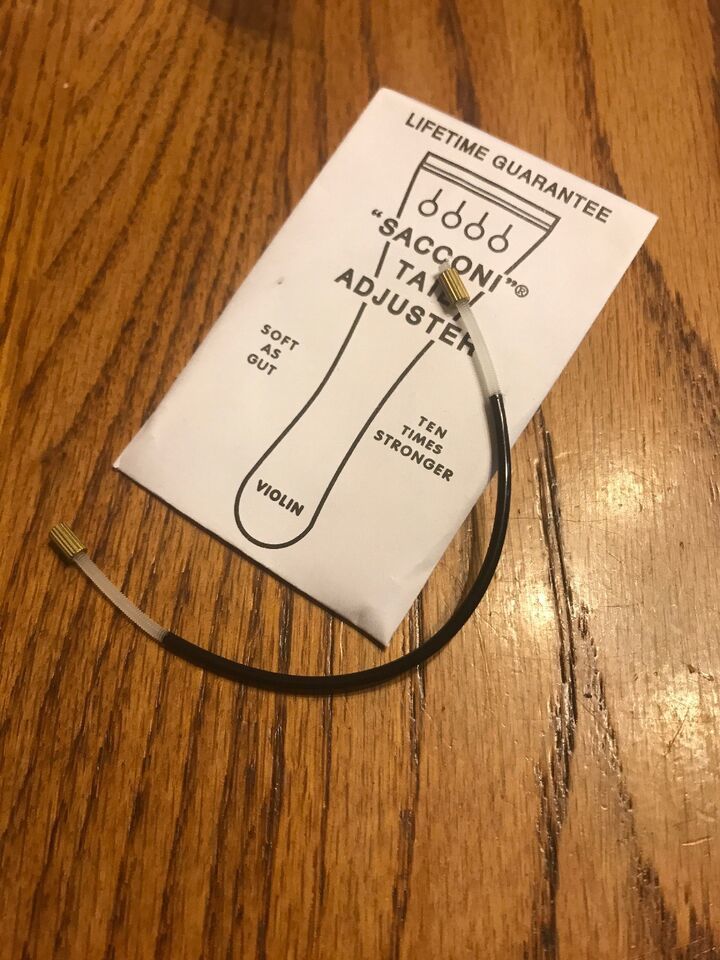 LIFETIME GUARANTEE
"SACCONI"®
ADJUSTER
SOFT
AS
GUT
TEN
TIMES
STRONGER
VIOLIN